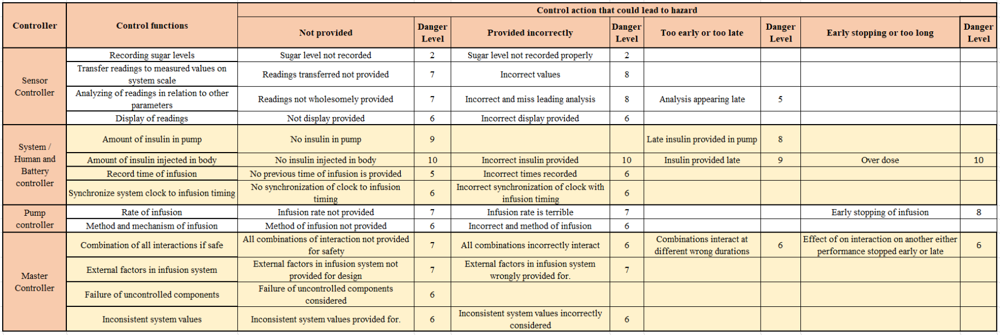 Controller
Control functions
Control action that could lead to hazard
Not provided
Danger
Level
Provided incorrectly
Danger
Level
Too early or too late
Danger
Level
Early stopping or too long
Danger
Level
Sensor
Controller
Recording sugar levels
Sugar level not recorded
2
Sugar level not recorded properly
2
Transfer readings to measured values on
system scale
Readings transferred not provided
7
Incorrect values
8
Analyzing of readings in relation to other
parameters
Readings not wholesomely provided
7
Incorrect and miss leading analysis
8
Analysis appearing late
5
Display of readings
Not display provided
6
Incorrect display provided
6
System /
Human and
Battery
controller
Amount of insulin in pump
No insulin in pump
9
Late insulin provided in pump
8
Amount of insulin injected in body
No insulin injected in body
10
Incorrect insulin provided
10
Insulin provided late
9
Over dose
10
Record time of infusion
No previous time of infusion is provided
5
Incorrect times recorded
6
Synchronize system clock to infusion timing
No synchronization of clock to infusion
timing
6
Incorrect synchronization of clock with
infusion timing
6
Pump
controller
Rate of infusion
Infusion rate not provided
7
Infusion rate is terrible
7
Early stopping of infusion
8
Method and mechanism of infusion
Method of infusion not provided
6
Incorrect and method of infusion
6
Master
Controller
Combination of all interactions if safe
All combinations of interaction not provided
for safety
7
All combinations incorrectly interact
6
Combinations interact at
different wrong durations
6
Effect of on interaction on another either
performance stopped early or late
6
External factors in infusion system
External factors in infusion system not
provided for design
7
External factors in infusion system
wrongly provided for.
7
Failure of uncontrolled components
Failure of uncontrolled components
considered
6
Inconsistent system values
Inconsistent system values provided for.
6
Inconsistent system values incorrectly
considered
6